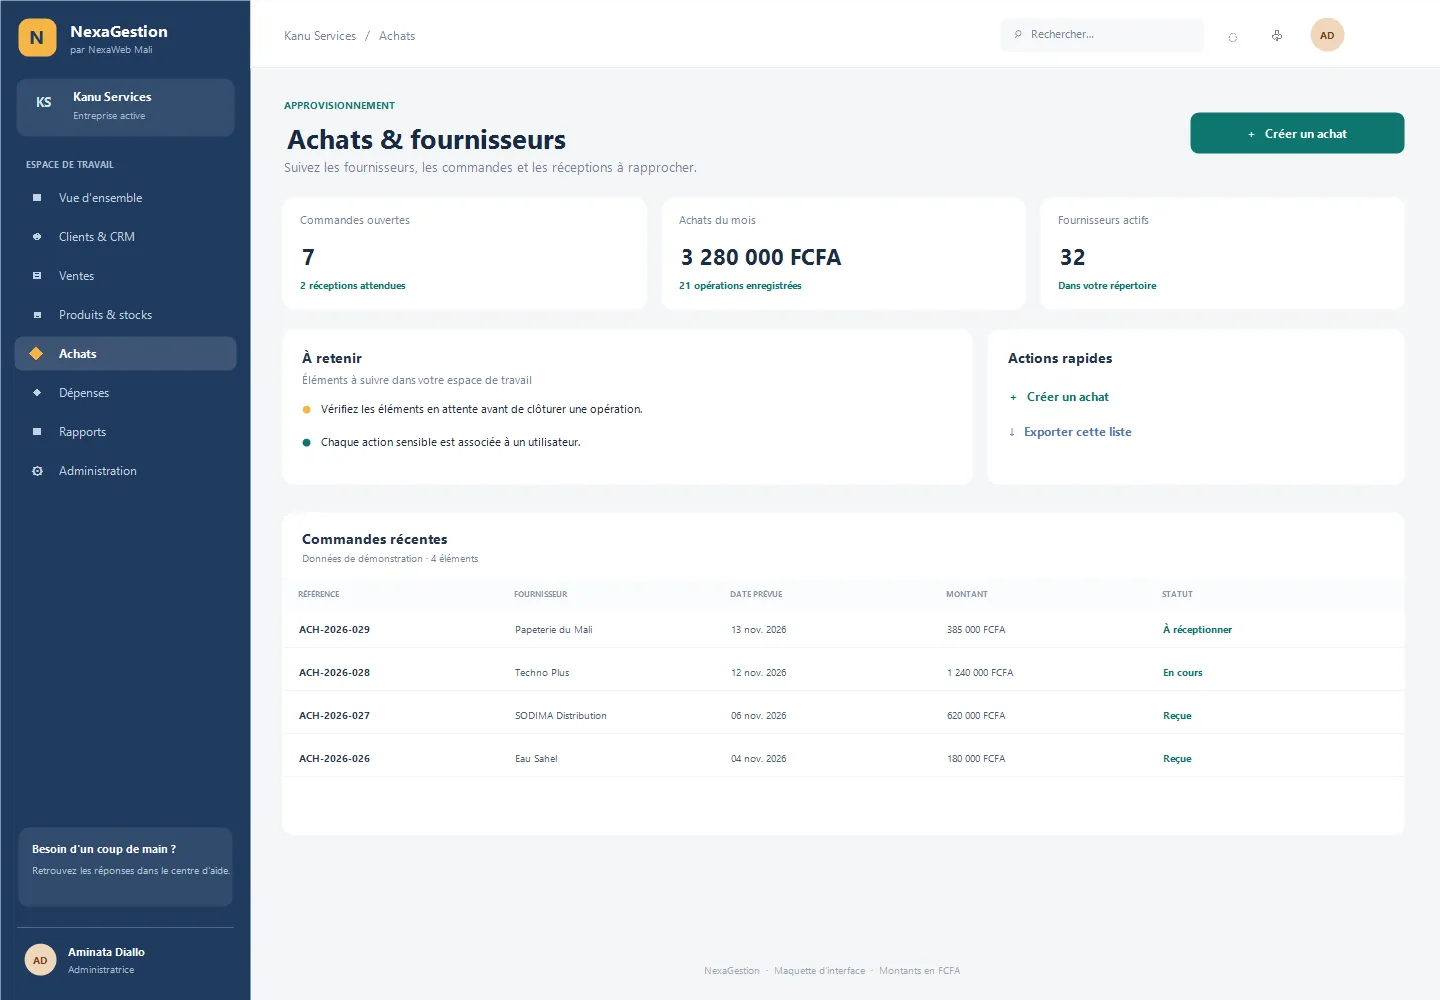 N
NexaGestion
par NexaWeb Mali
KS
Kanu Services
Entreprise active
ESPACE DE TRAVAIL
Vue d'ensemble
Clients & CRM
Ventes
Produits & stocks
Achats
Dépenses
Rapports
Administration
Besoin d'un coup de main ?
Retrouvez les réponses dans le centre d'aide.
AD
Aminata Diallo
Administratrice
Kanu Services / Achats
Rechercher...
AD
APPROVISIONNEMENT
Achats & fournisseurs
Suivez les fournisseurs, les commandes et les réceptions à rapprocher.
+ Créer un achat
Commandes ouvertes
7
2 réceptions attendues
Achats du mois
3 280 000 FCFA
21 opérations enregistrées
Fournisseurs actifs
32
Dans votre répertoire
À retenir
Éléments à suivre dans votre espace de travail
Vérifiez les éléments en attente avant de clôturer une opération.
Chaque action sensible est associée à un utilisateur.
Actions rapides
+ Créer un achat
↓ Exporter cette liste
Commandes récentes
Données de démonstration · 4 éléments
RÉFÉRENCE FOURNISSEUR DATE PRÉVUE MONTANT STATUT
ACH-2026-029 Papeterie du Mali 13 nov. 2026 385 000 FCFA À réceptionner
ACH-2026-028 Techno Plus 12 nov. 2026 1 240 000 FCFA En cours
ACH-2026-027 SODIMA Distribution 06 nov. 2026 620 000 FCFA Reçue
ACH-2026-026 Eau Sahel 04 nov. 2026 180 000 FCFA Reçue
NexaGestion · Maquette d'interface · Montants en FCFA